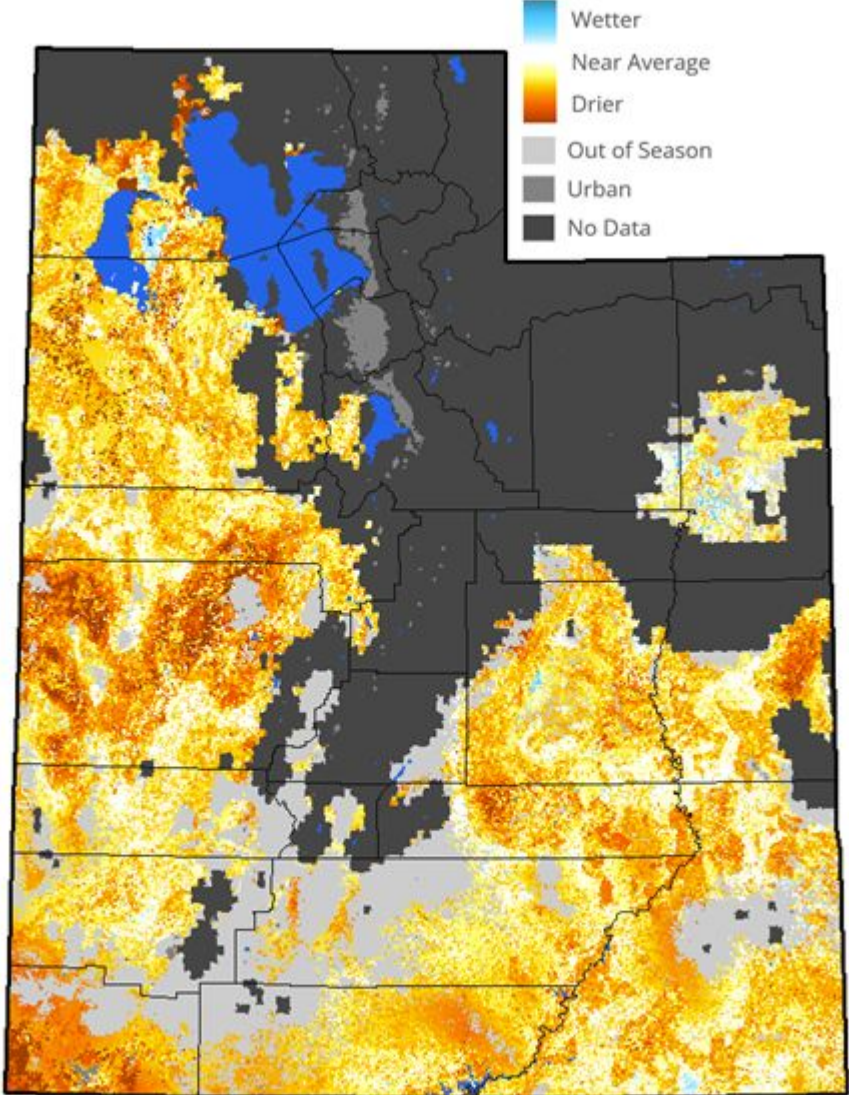 Wetter
Near Average
Drier
Out of Season
Urban
No Data